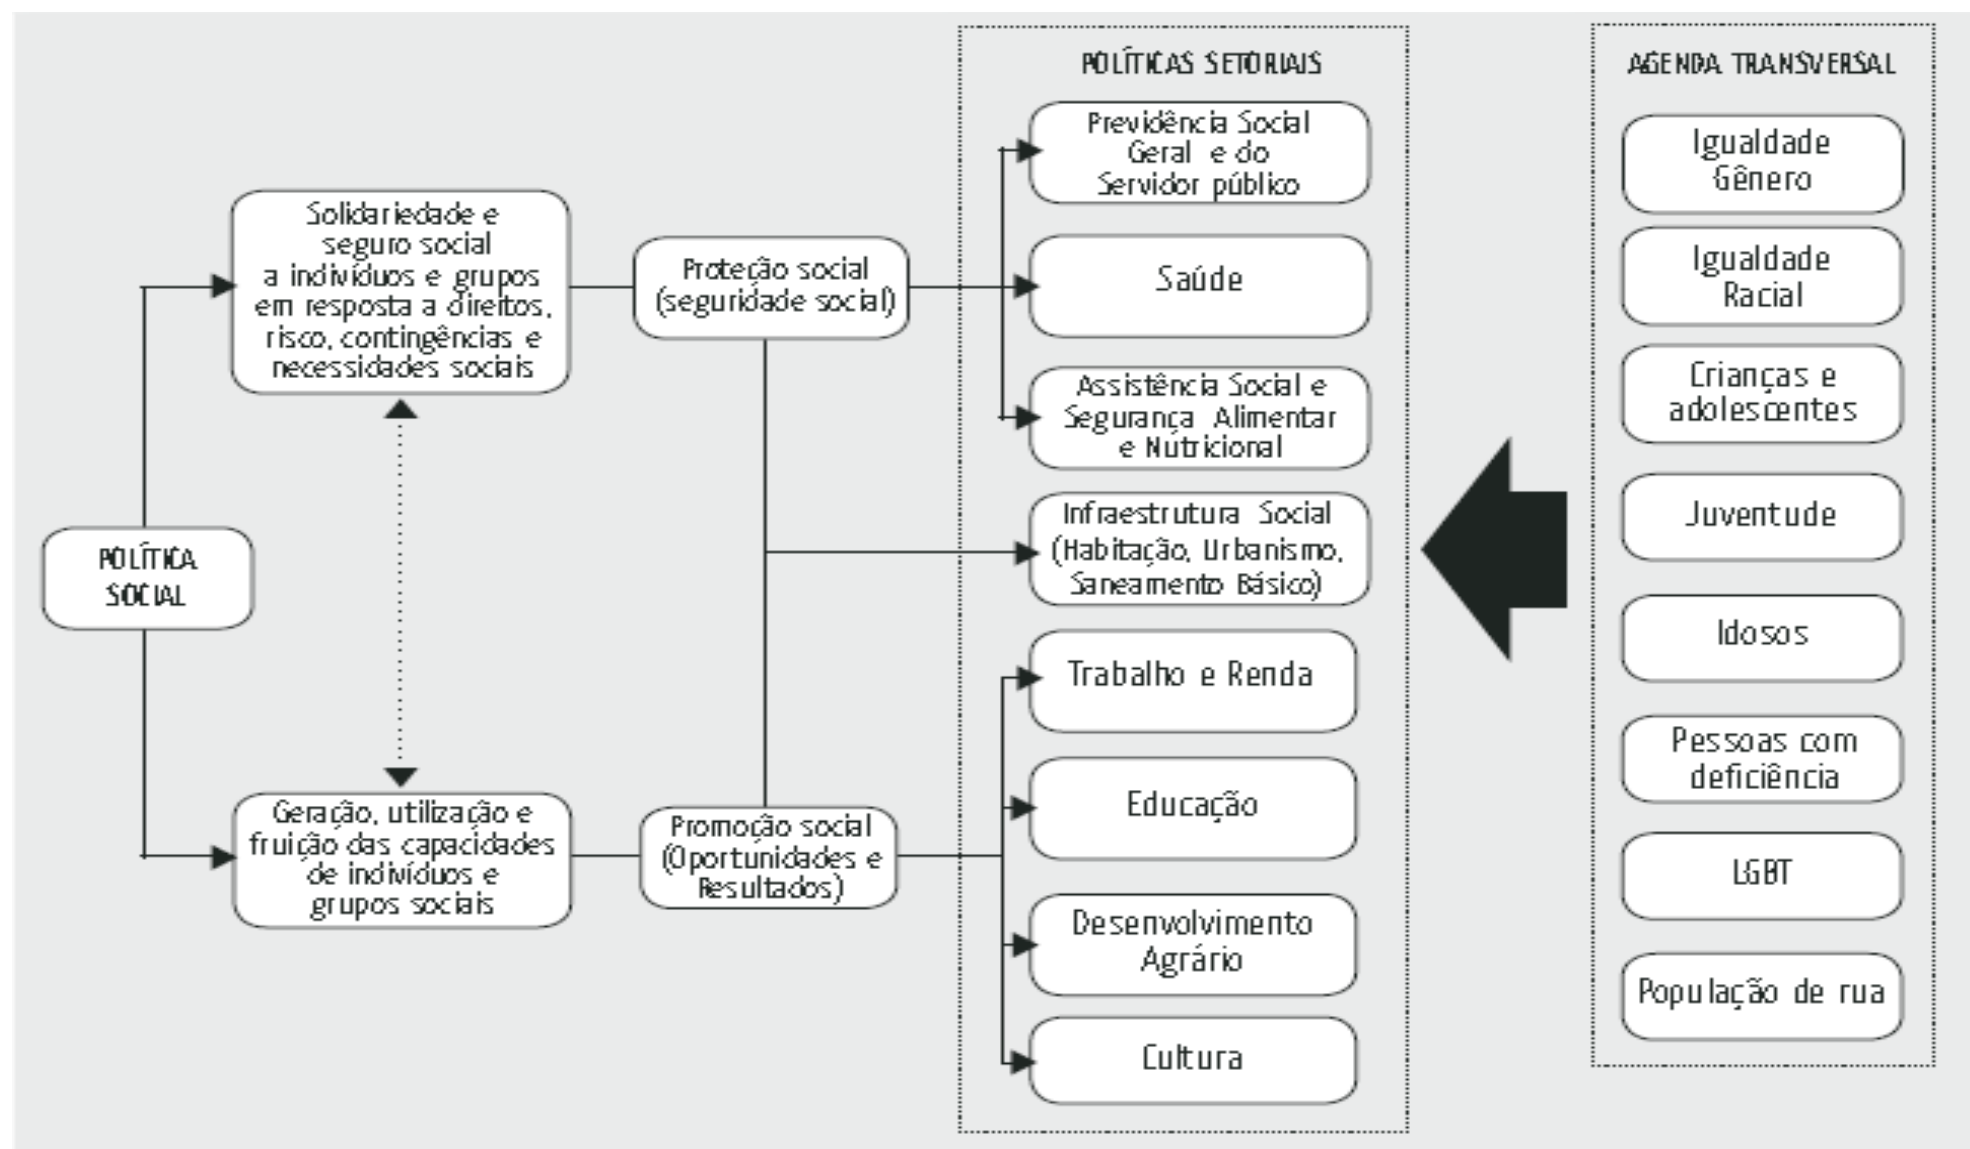 POLÍTICA
SOCIAL
Solidariedade e
seguro social
a indivíduos e grupos
em resposta a direitos,
risco, contingências e
necessidades sociais
Geração, utilização e
fruição das capacidades
de indivíduos e
grupos sociais
Proteção social
(seguridade social)
Promoção social
(Oportunidades e
Resultados)
POLÍTICAS SETORIAIS
Previdência Social
Geral e do
Servidor público
Saúde
Assistência Social e
Segurança Alimentar
e Nutricional
Infraestrutura Social
(Habitação, Urbanismo,
Saneamento Básico)
Trabalho e Renda
Educação
Desenvolvimento
Agrário
Cultura
AGENDA TRANSVERSAL
Igualdade
Gênero
Igualdade
Racial
Crianças e
adolescentes
Juventude
Idosos
Pessoas com
deficiência
LGBT
População de rua